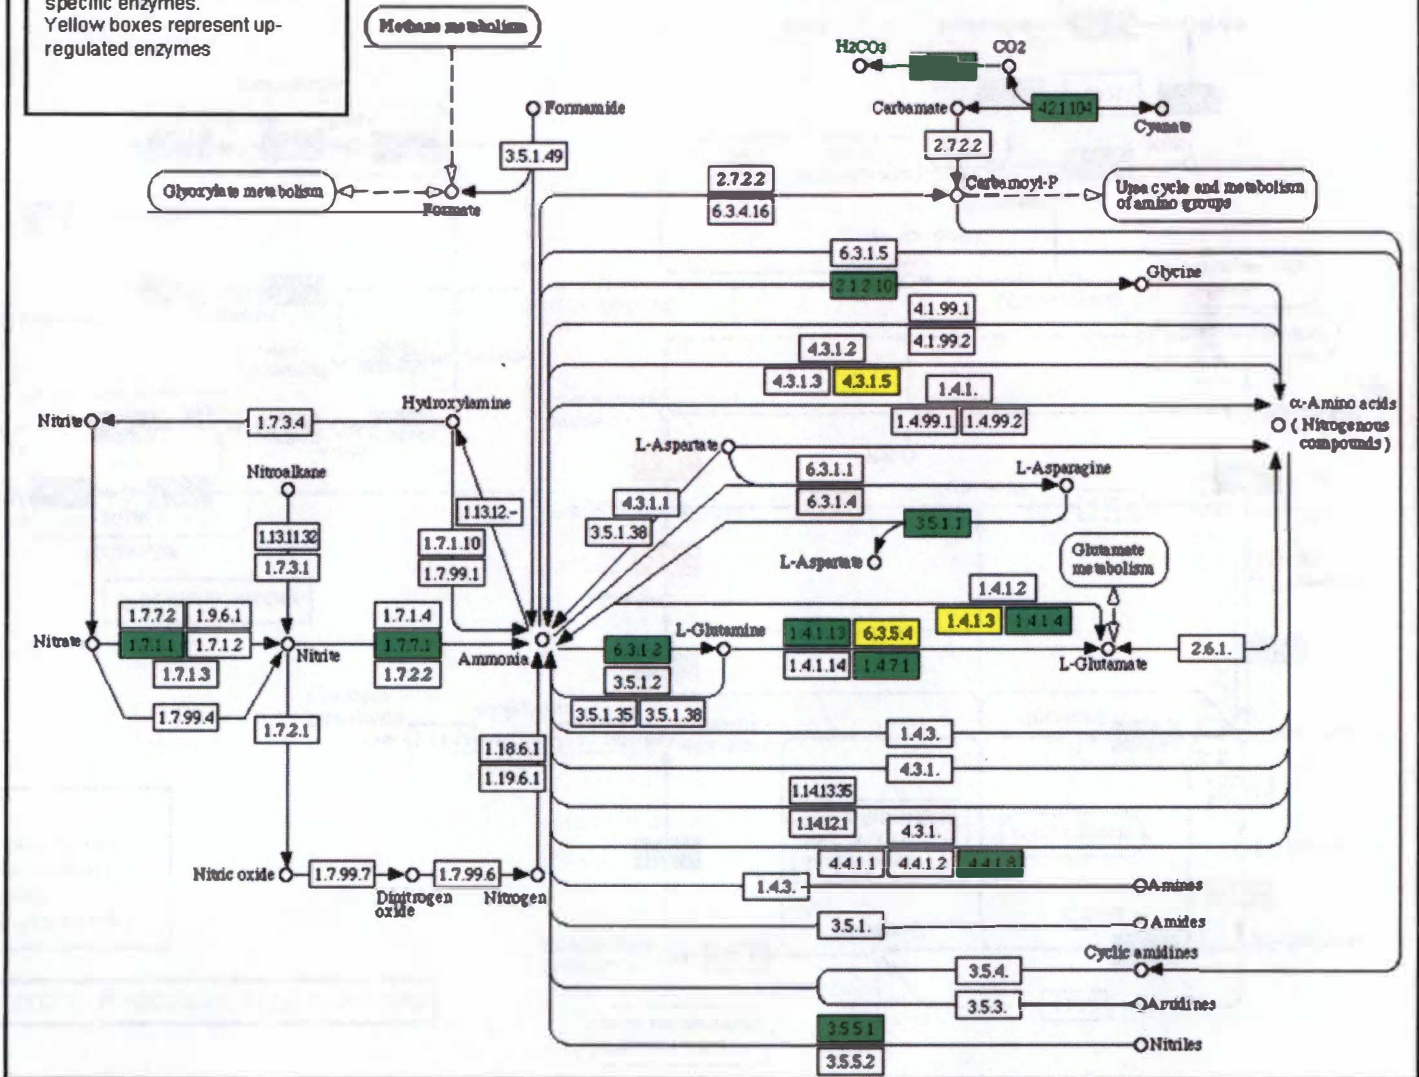 specific enzymes.
Yellow boxes represent up-
regulated enzymes
Methane metabolism
H2CO3
CO2
Formamide
Carbamate
4.2.1.104
Cyanate
3.5.1.49
2.7.2.2
Glyoxylate metabolism
Formate
2.7.2.2
6.3.4.16
Carbamoyl-P
Urea cycle and metabolism
of amino groups
6.3.1.5
2.1.2.10
Glycine
4.1.99.1
4.1.99.2
4.3.1.2
4.3.1.3
4.3.1.5
1.4.1.
1.4.99.1
1.4.99.2
α-Amino acids
( Nitrogenous
compounds )
Nitrite
1.7.3.4
Hydroxylamine
L-Aspartate
Nitroalkane
6.3.1.1
6.3.1.4
L-Asparagine
4.3.1.1
3.5.1.38
1.13.12.-
3.5.1.1
1.13.11.32
1.7.3.1
1.7.1.10
1.7.99.1
L-Aspartate
Glutamate
metabolism
1.4.1.2
1.4.1.3
1.4.1.4
Nitrate
1.7.7.2
1.9.6.1
1.7.1.1
1.7.1.2
1.7.1.3
1.7.99.4
Nitrite
1.7.1.4
1.7.7.1
1.7.2.2
Ammonia
6.3.1.2
3.5.1.2
3.5.1.35
3.5.1.38
L-Glutamine
1.4.1.13
6.3.5.4
1.4.1.14
1.4.7.1
L-Glutamate
2.6.1.
1.7.2.1
1.18.6.1
1.19.6.1
1.4.3.
4.3.1.
1.14.13.35
1.14.12.1
4.3.1.
4.4.1.1
4.4.1.2
4.4.1.8
Nitric oxide
1.7.99.7
Dinitrogen
oxide
1.7.99.6
Nitrogen
1.4.3.
Amines
3.5.1.
Amides
Cyclic amidines
3.5.4.
3.5.3.
Amidines
3.5.5.1
3.5.5.2
Nitriles